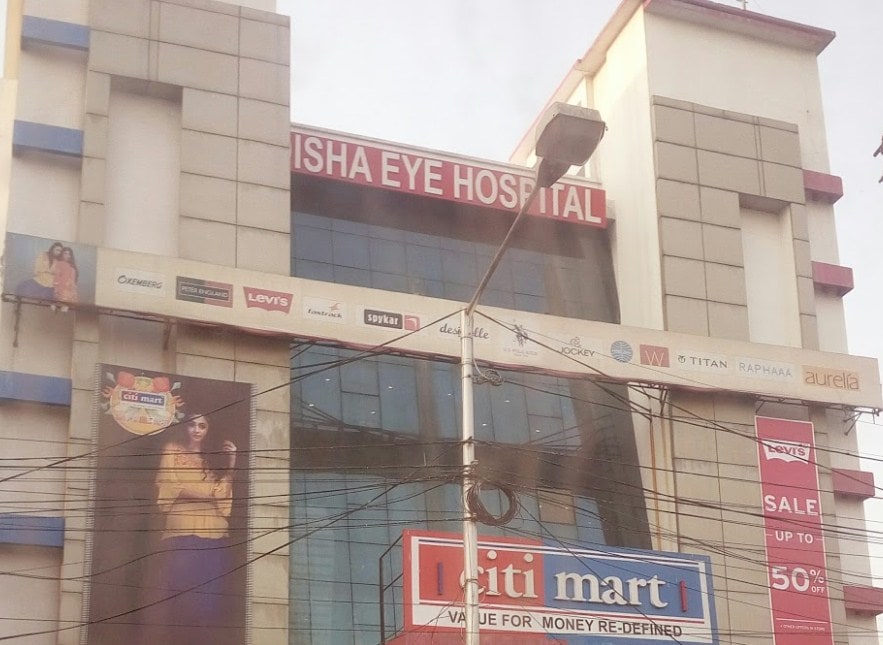 ISHA EYE HOSPITAL
OXEMBERG
PETER ENGLAND
LEVI'S
fastrack
spykar
JOCKEY
W
TITAN
RAPHAAA
aurelia
citi mart
LEVI'S
SALE
UP TO
50%
OFF
citi mart
VALUE FOR MONEY RE-DEFINED